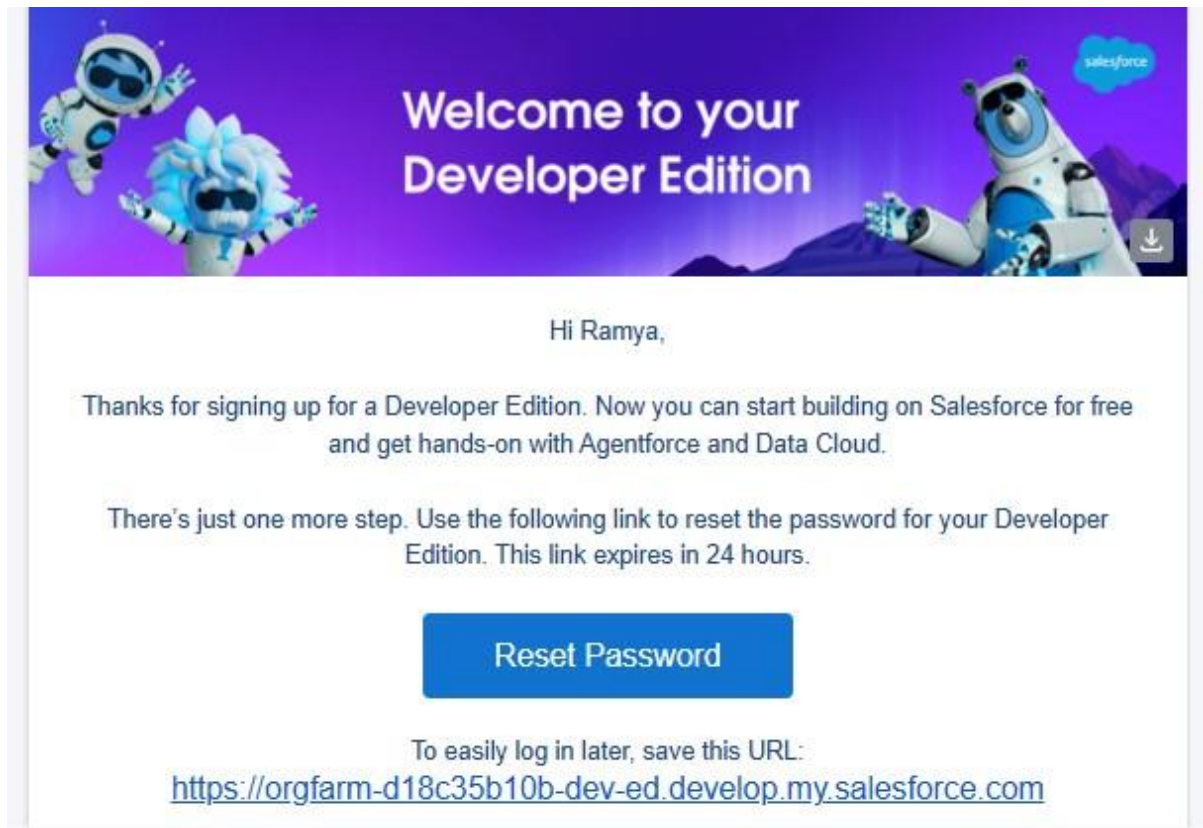 salesforce
Welcome to your
Developer Edition
Hi Ramya,
Thanks for signing up for a Developer Edition. Now you can start building on Salesforce for free
and get hands-on with Agentforce and Data Cloud.
There's just one more step. Use the following link to reset the password for your Developer
Edition. This link expires in 24 hours.
Reset Password
To easily log in later, save this URL:
https://orgfarm-d18c35b10b-dev-ed.develop.my.salesforce.com